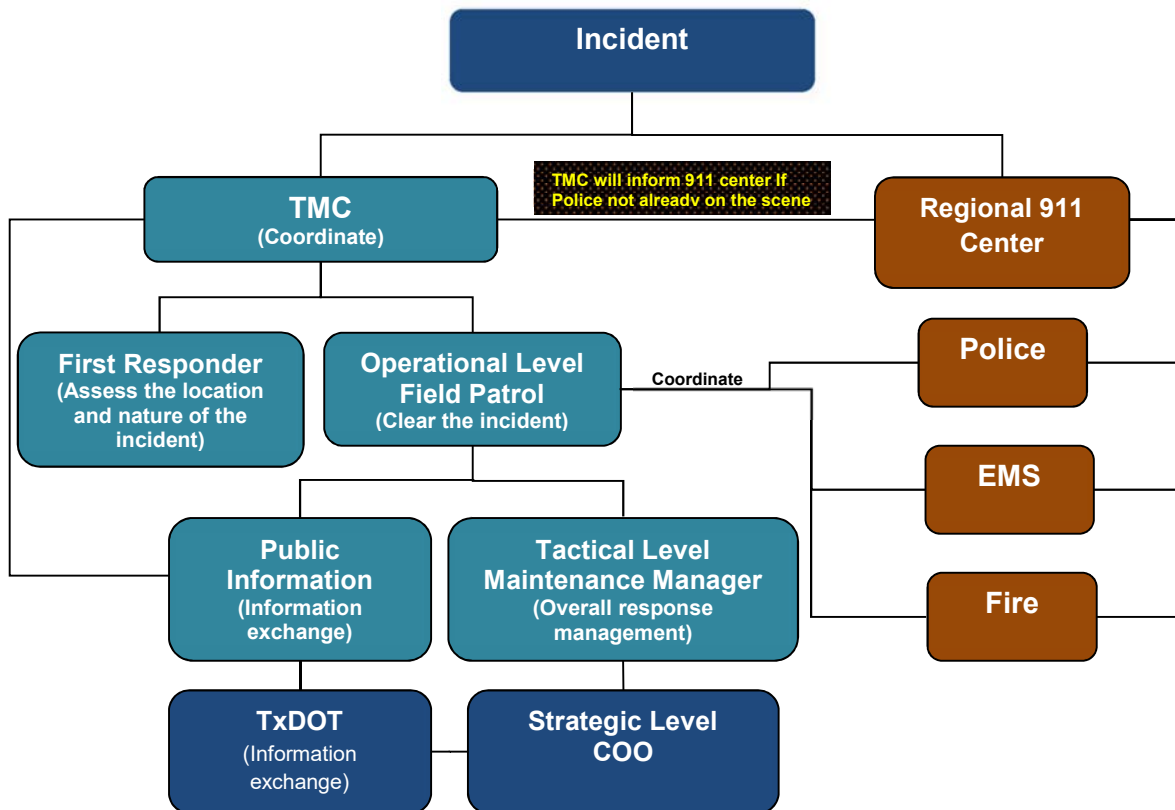 Incident
TMC will inform 911 center If
Police not already on the scene
TMC
(Coordinate)
Regional 911
Center
First Responder
(Assess the location
and nature of the
incident)
Operational Level
Field Patrol
(Clear the incident)
Coordinate
Police
EMS
Public
Information
(Information
exchange)
Tactical Level
Maintenance Manager
(Overall response
management)
Fire
TxDOT
(Information
exchange)
Strategic Level
COO